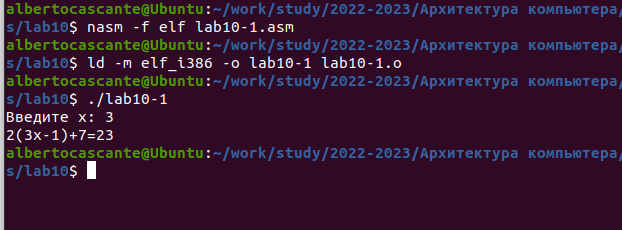 albertocascante@Ubuntu:~/work/study/2022-2023/Архитектура компьютера/
s/lab10$ nasm -f elf lab10-1.asm
albertocascante@Ubuntu:~/work/study/2022-2023/Архитектура компьютера/
s/lab10$ ld -m elf_i386 -o lab10-1 lab10-1.o
albertocascante@Ubuntu:~/work/study/2022-2023/Архитектура компьютера/
s/lab10$ ./lab10-1
Введите x: 3
2(3x-1)+7=23
albertocascante@Ubuntu:~/work/study/2022-2023/Архитектура компьютера/
s/lab10$